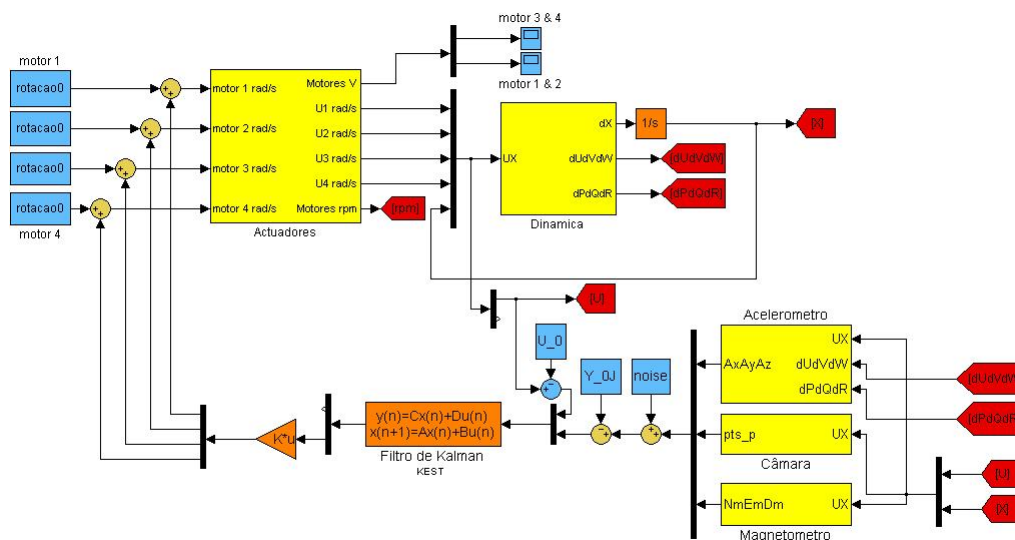 motor 3 & 4
motor 1 & 2
motor 1
rotacao0
rotacao0
rotacao0
rotacao0
motor 4
motor 1 rad/s
motor 2 rad/s
motor 3 rad/s
motor 4 rad/s
Motores V
U1 rad/s
U2 rad/s
U3 rad/s
U4 rad/s
Motores rpm
Actuadores
[rpm]
UX
dX
dUdVdW
dPdQdR
Dinamica
1/s
[X]
[dUdVdW]
[dPdQdR]
[U]
U_0
Y_0J
noise
Acelerometro
AxAyAz
UX
dUdVdW
dPdQdR
[dUdVdW]
[dPdQdR]
pts_p
UX
Câmara
[U]
[X]
NmEmDm
UX
Magnetometro
y(n)=Cx(n)+Du(n)
x(n+1)=Ax(n)+Bu(n)
Filtro de Kalman
KEST
K*u